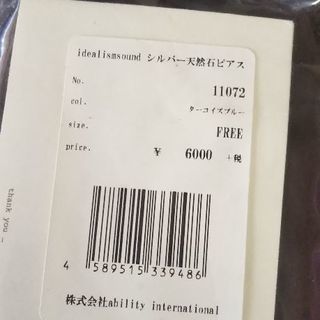 idealismsound シルバー天然石ピアス
No. 11072
col. ターコイズブルー
size. FREE
price. ¥ 6000 +税
4 589515 339486
株式会社ability international
thank you –